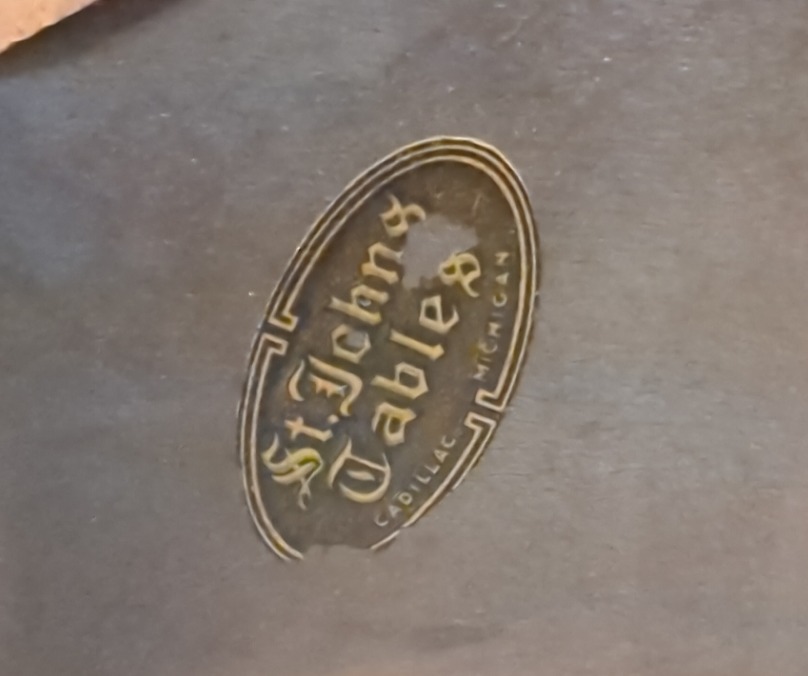 St. Johns
Tables
CADILLAC. MICHIGAN